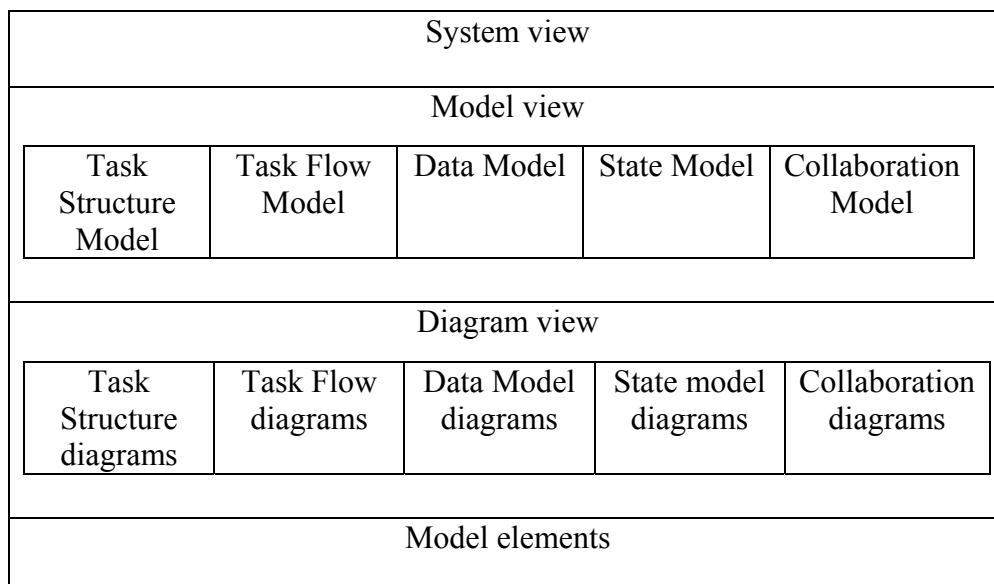 System view
Model view
Task Structure Model
Task Flow Model
Data Model
State Model
Collaboration Model
Diagram view
Task Structure diagrams
Task Flow diagrams
Data Model diagrams
State model diagrams
Collaboration diagrams
Model elements